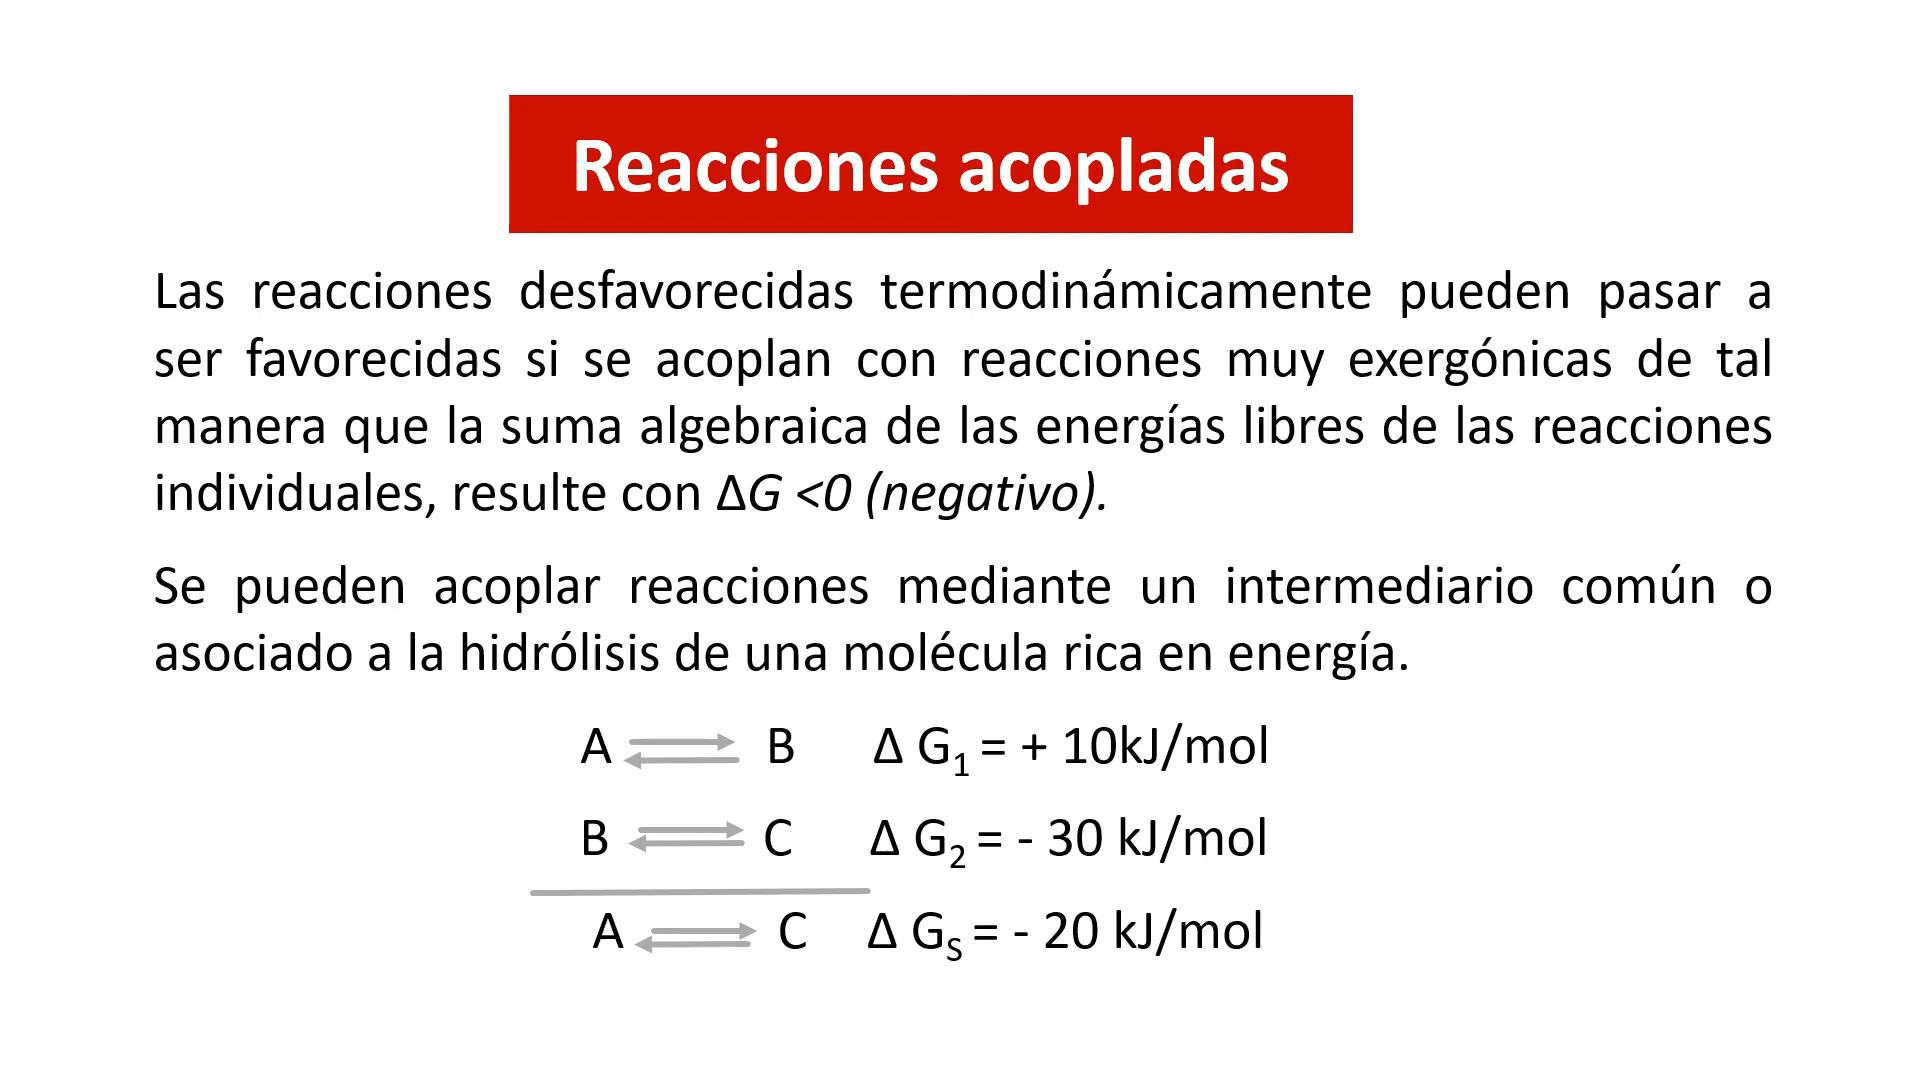 Reacciones acopladas
Las reacciones desfavorecidas termodinámicamente pueden pasar a
ser favorecidas si se acoplan con reacciones muy exergónicas de tal
manera que la suma algebraica de las energías libres de las reacciones
individuales, resulte con ΔG <0 (negativo).
Se pueden acoplar reacciones mediante un intermediario común o
asociado a la hidrólisis de una molécula rica en energía.
A ⇌ B Δ G₁ = + 10kJ/mol
B ⇌ C Δ G₂ = - 30 kJ/mol
A ⇌ C Δ Gs = - 20 kJ/mol